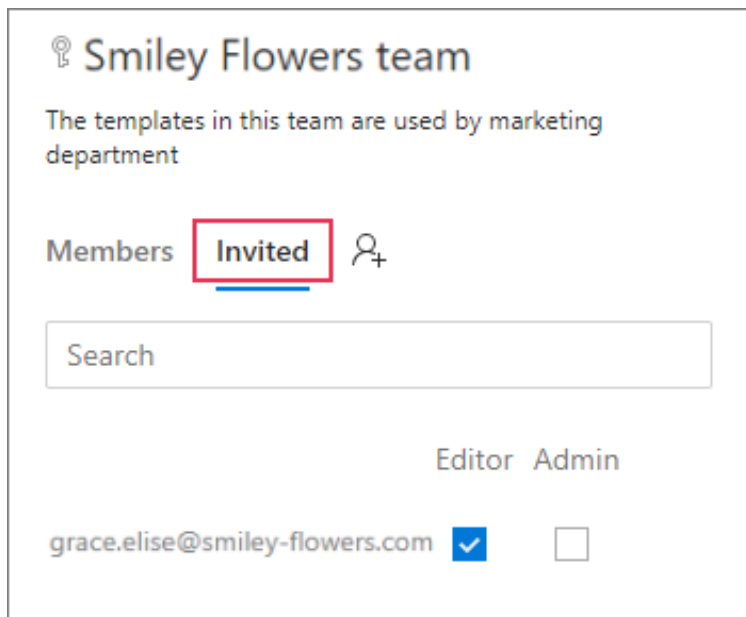 Smiley Flowers team
The templates in this team are used by marketing
department
Members Invited
Search
Editor Admin
grace.elise@smiley-flowers.com